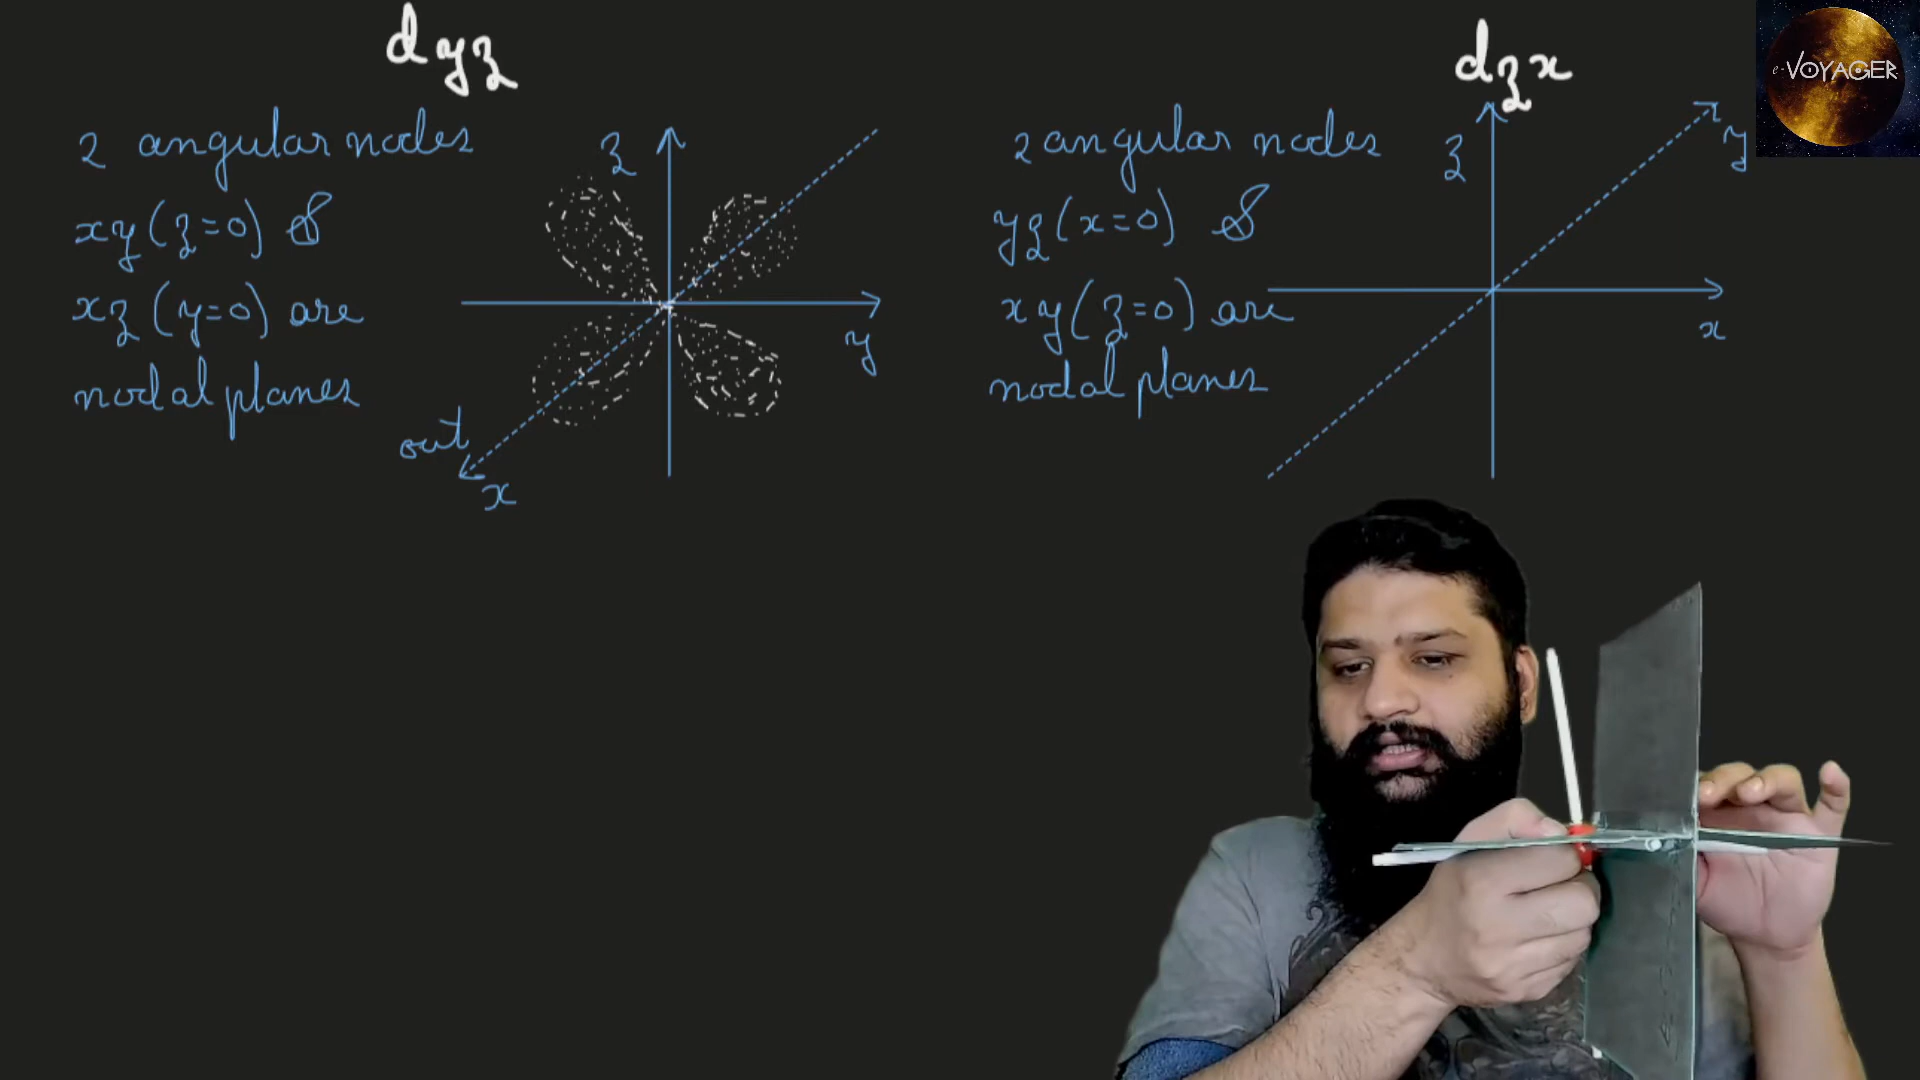 dyz
2 angular nodes
xy (z=0) &
xz (y=0) are
nodal planes
z
y
out
x
dzx
2 angular nodes
yz (x=0) &
xy (z=0) are
nodal planes
z
y
x
e-VOYAGER